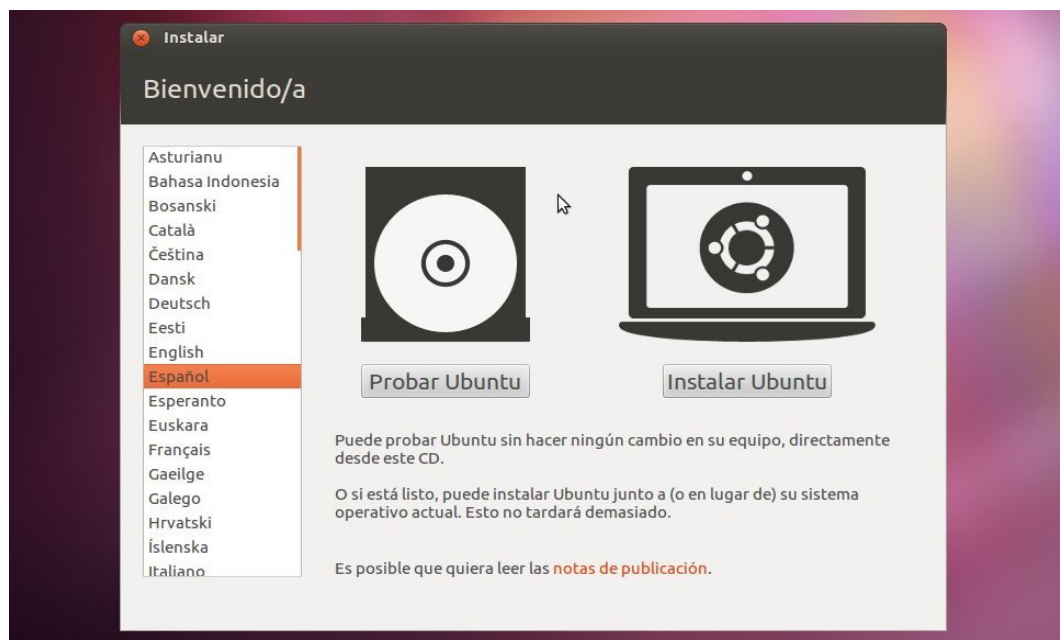 Instalar
Bienvenido/a
Asturianu
Bahasa Indonesia
Bosanski
Català
Čeština
Dansk
Deutsch
Eesti
English
Español
Esperanto
Euskara
Français
Gaeilge
Galego
Hrvatski
Íslenska
Italiano
Probar Ubuntu
Instalar Ubuntu
Puede probar Ubuntu sin hacer ningún cambio en su equipo, directamente
desde este CD.
O si está listo, puede instalar Ubuntu junto a (o en lugar de) su sistema
operativo actual. Esto no tardará demasiado.
Es posible que quiera leer las notas de publicación.